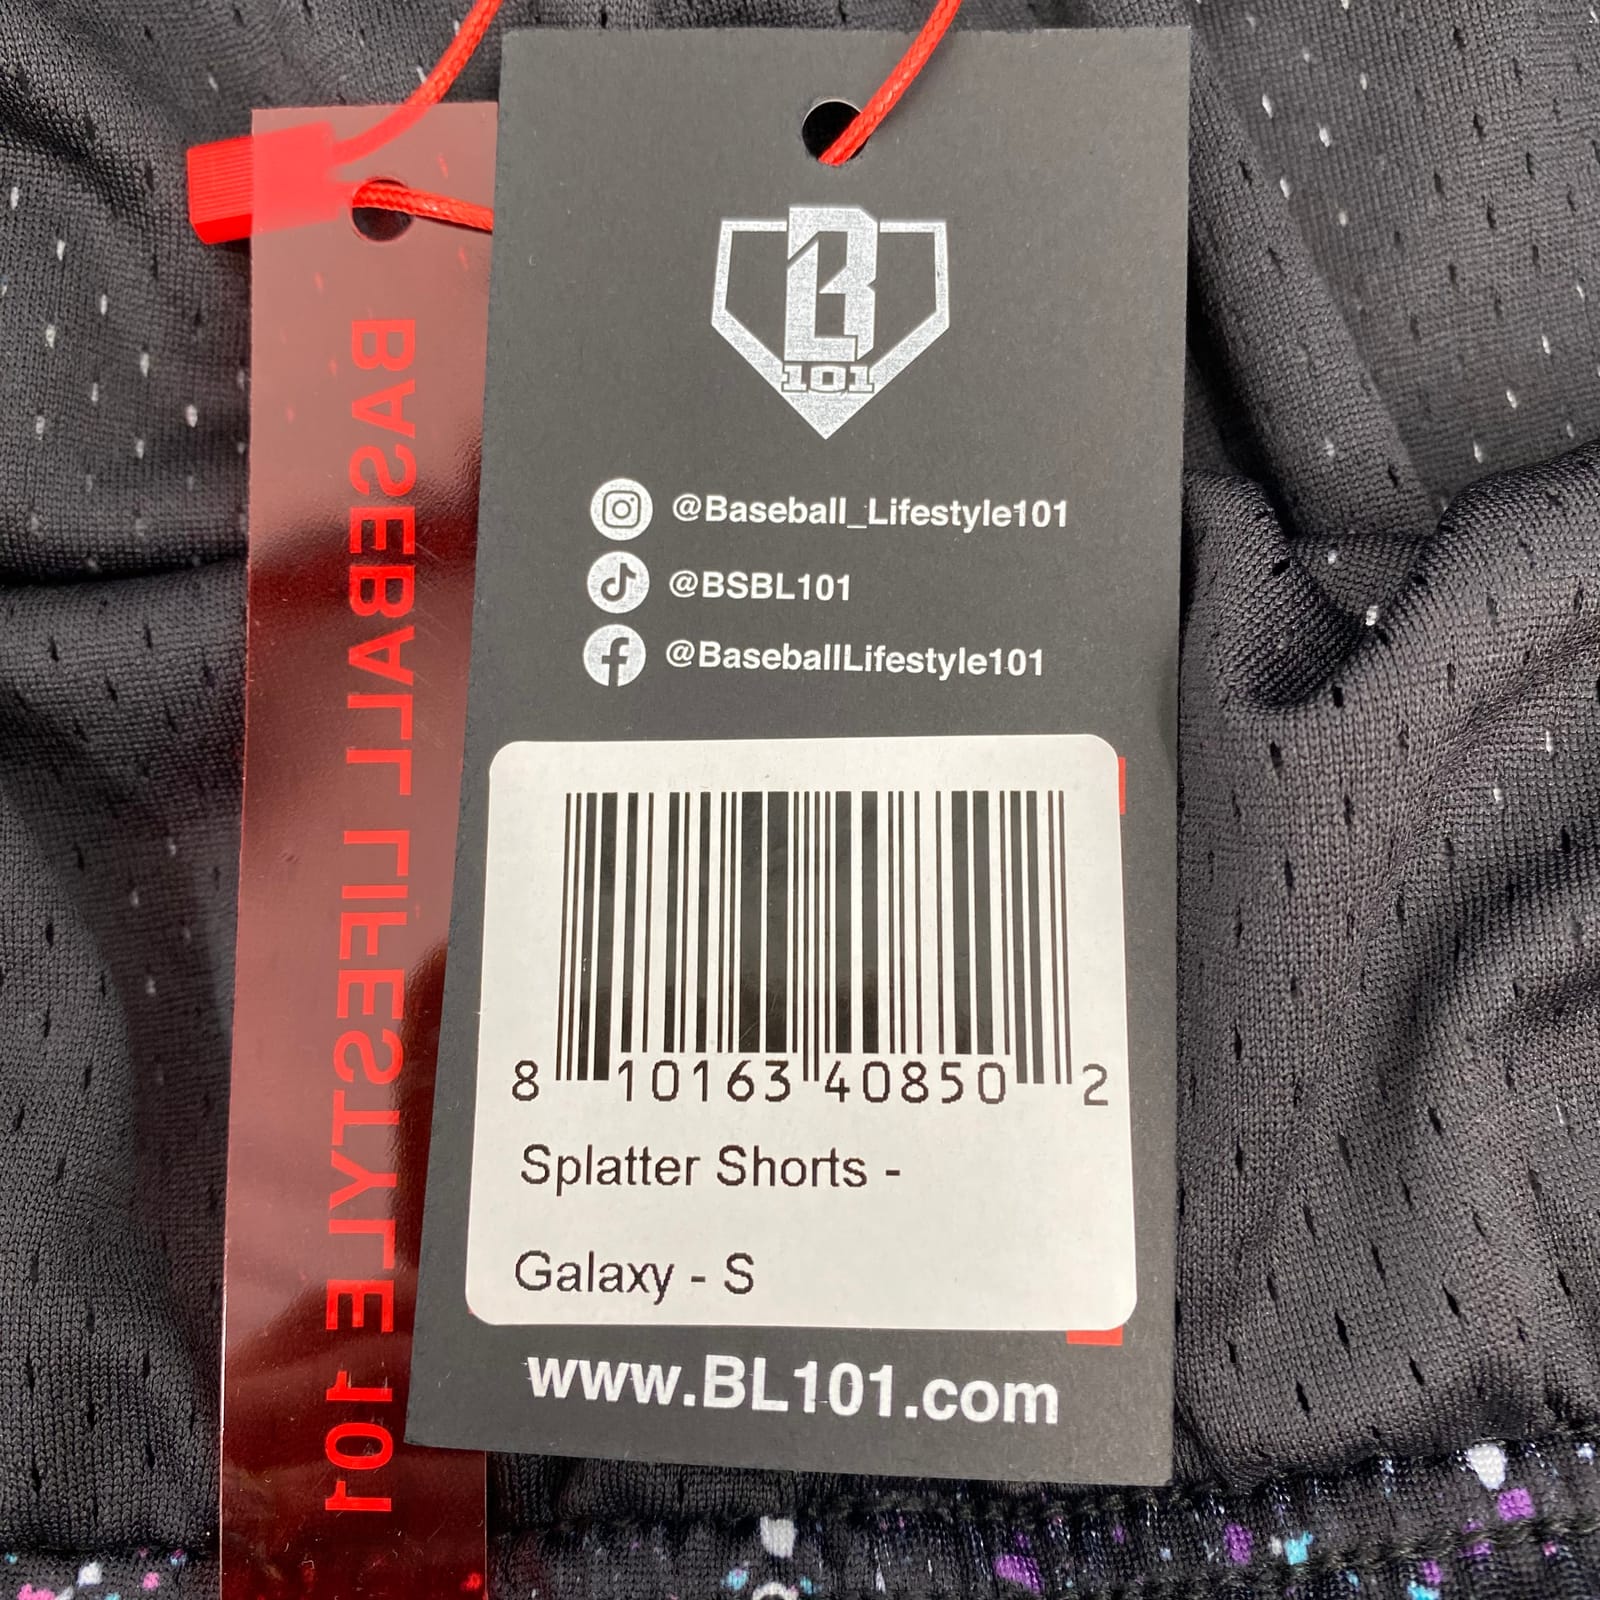 BL
101
@Baseball_Lifestyle101
@BSBL101
@BaseballLifestyle101
8 10163 40850 2
Splatter Shorts -
Galaxy - S
www.BL101.com
BASEBALL LIFESTYLE 101